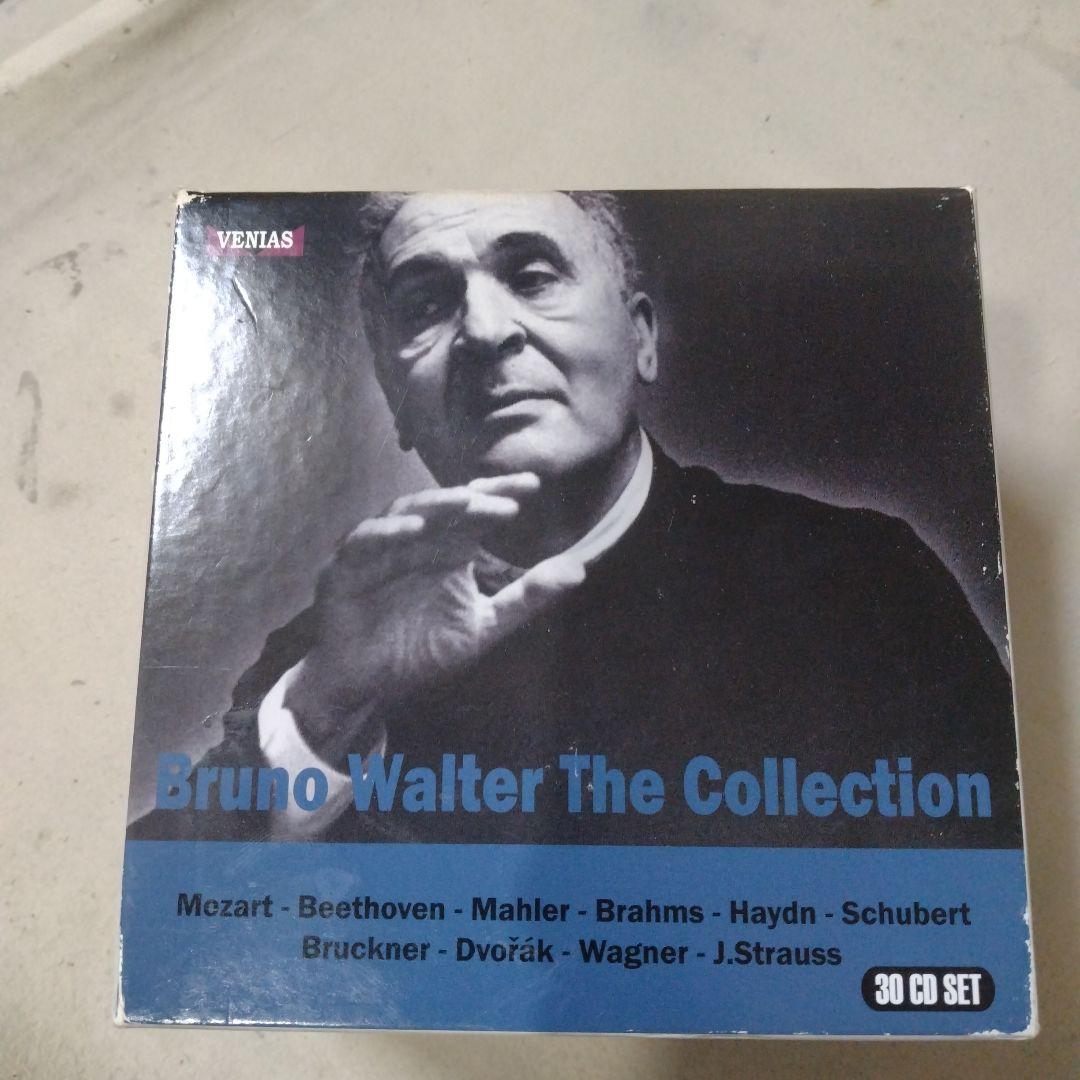 VENIAS
Bruno Walter The Collection
Mozart - Beethoven - Mahler - Brahms - Haydn - Schubert
Bruckner - Dvořák - Wagner - J.Strauss
30 CD SET